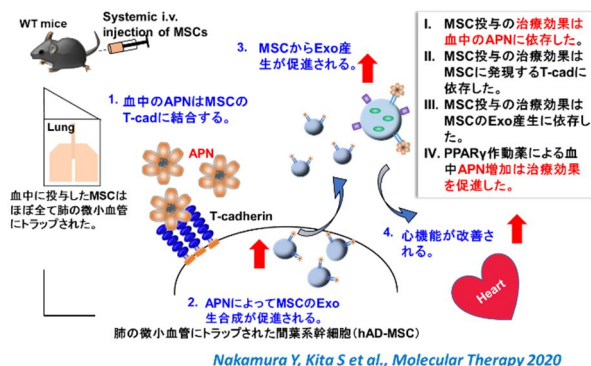 WT mice
Systemic i.v.
injection of MSCs
Lung
血中に投与したMSCは
ほぼ全て肺の微小血管
にトラップされた。
1. 血中のAPNはMSCの
T-cadに結合する。
APN
T-cadherin
2. APNによってMSCのExo
生合成が促進される。
肺の微小血管にトラップされた間葉系幹細胞(hAD-MSC)
3. MSCからExo産
生が促進される。
4. 心機能が改善さ
れる。
Heart
I. MSC投与の治療効果は
血中のAPNに依存した。
II. MSC投与の治療効果は
MSCに発現するT-cadに
依存した。
III. MSC投与の治療効果は
MSCのExo産生に依存し
た。
IV. PPARγ作動薬による血
中APN増加は治療効果
を促進した。
Nakamura Y, Kita S et al., Molecular Therapy 2020